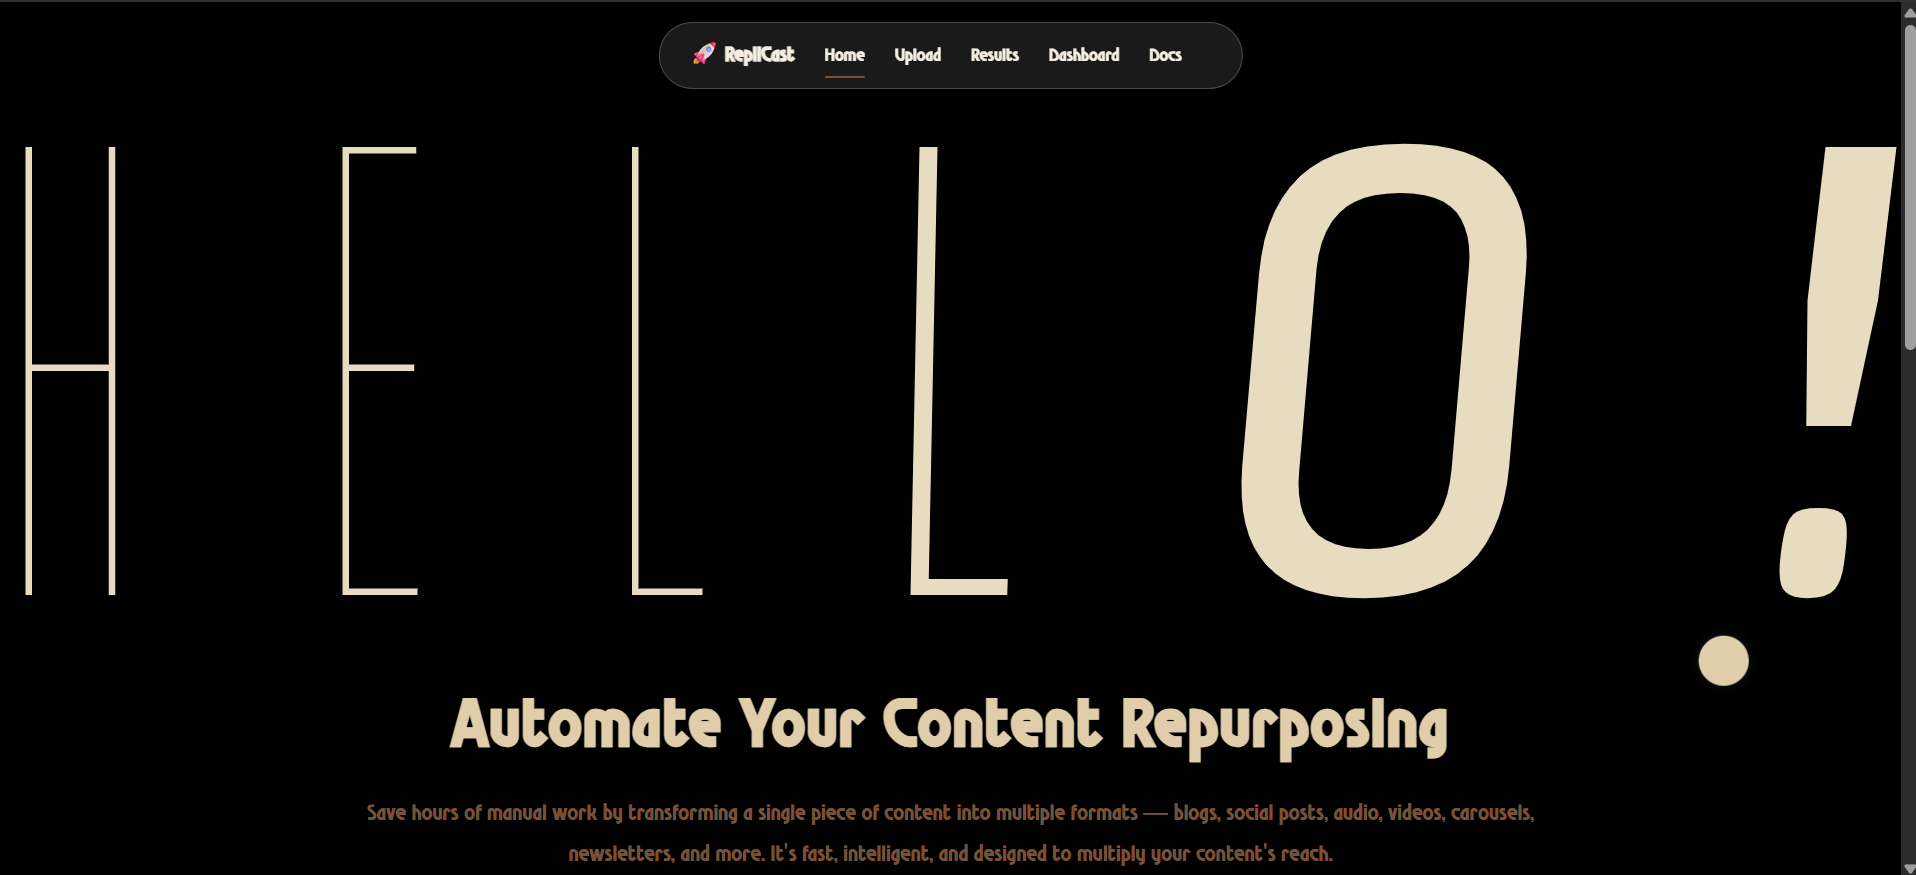 🚀 ReplCast Home Upload Results Dashboard Docs
HELLO!
Automate Your Content Repurposing
Save hours of manual work by transforming a single piece of content into multiple formats — blogs, social posts, audio, videos, carousels,
newsletters, and more. It's fast, intelligent, and designed to multiply your content's reach.